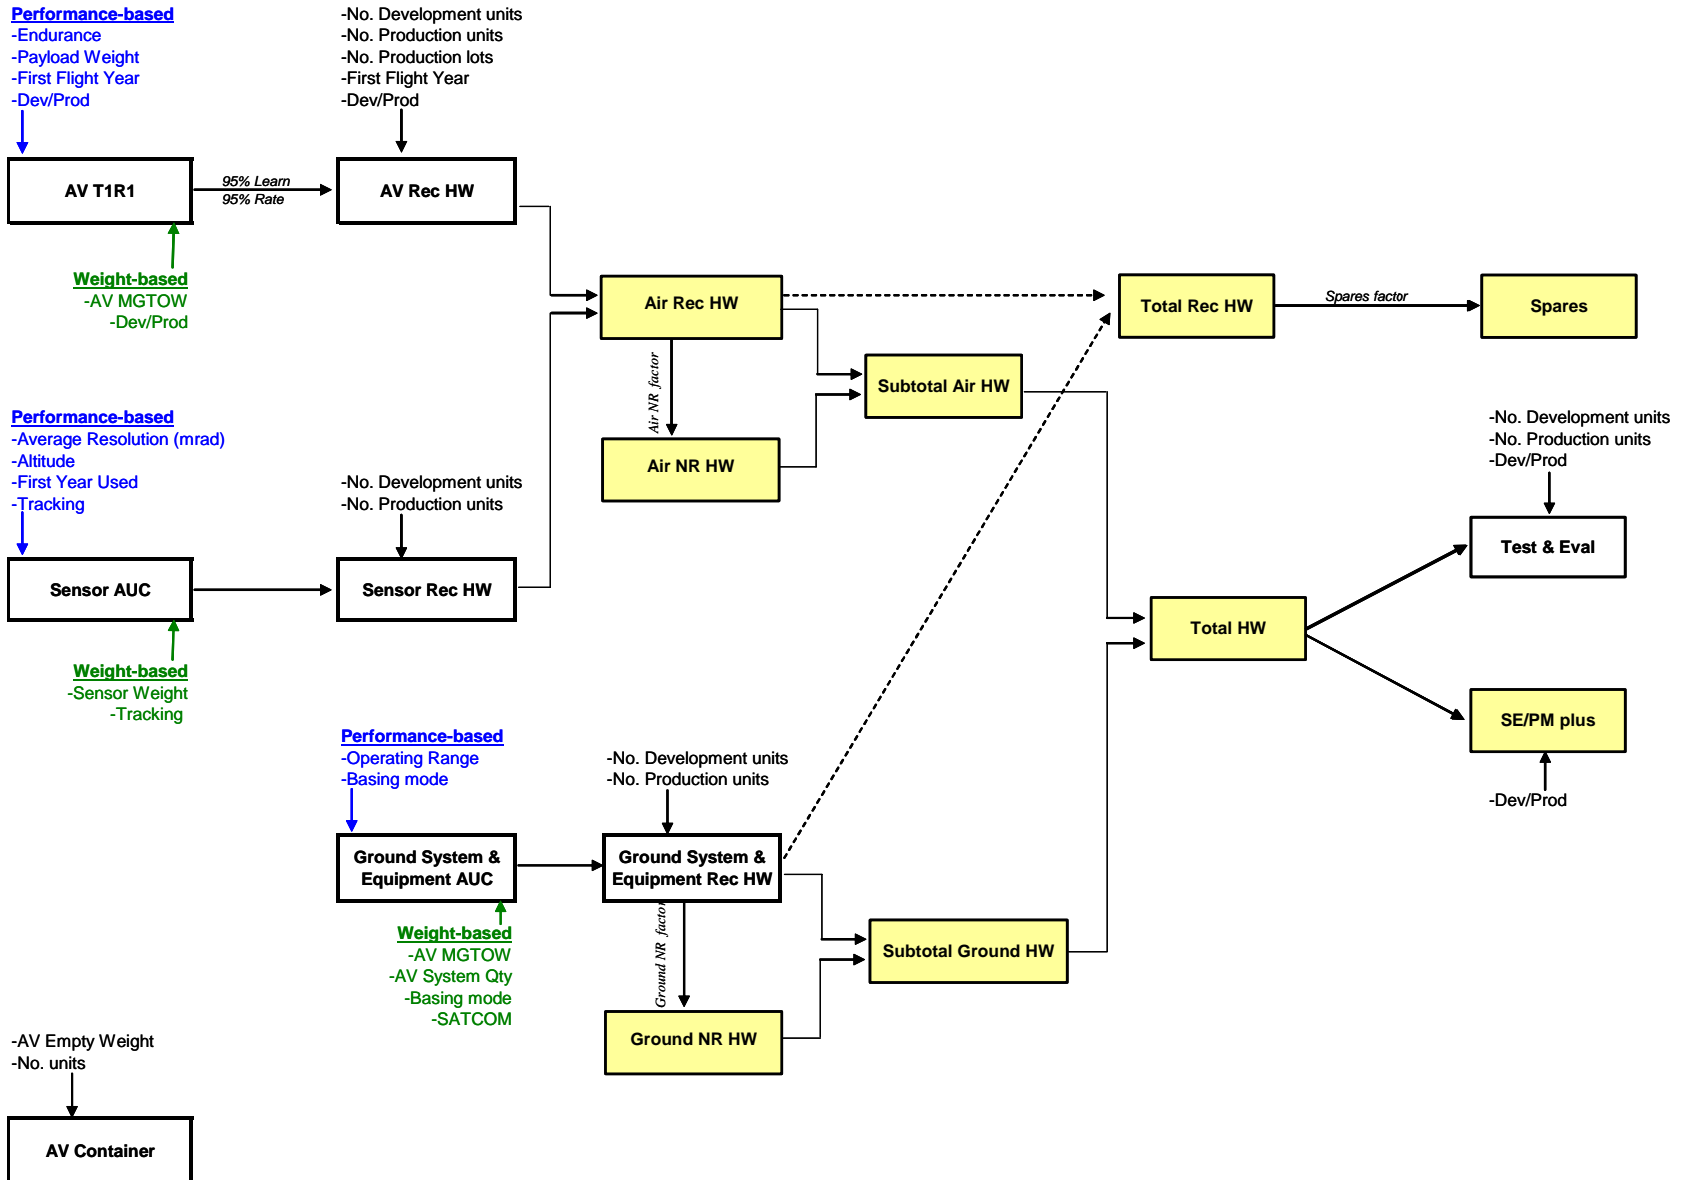 Performance-based
-Endurance
-Payload Weight
-First Flight Year
-Dev/Prod
-No. Development units
-No. Production units
-No. Production lots
-First Flight Year
-Dev/Prod
AV T1R1
95% Learn
95% Rate
AV Rec HW
Weight-based
-AV MGTOW
-Dev/Prod
Air Rec HW
Total Rec HW
Spares factor
Spares
Air NR factor
Subtotal Air HW
Air NR HW
Performance-based
-Average Resolution (mrad)
-Altitude
-First Year Used
-Tracking
-No. Development units
-No. Production units
-No. Development units
-No. Production units
-Dev/Prod
Sensor AUC
Sensor Rec HW
Test & Eval
Total HW
Weight-based
-Sensor Weight
-Tracking
SE/PM plus
-Dev/Prod
Performance-based
-Operating Range
-Basing mode
-No. Development units
-No. Production units
Ground System &
Equipment AUC
Ground System &
Equipment Rec HW
Weight-based
-AV MGTOW
-AV System Qty
-Basing mode
-SATCOM
Ground NR factor
Subtotal Ground HW
Ground NR HW
-AV Empty Weight
-No. units
AV Container